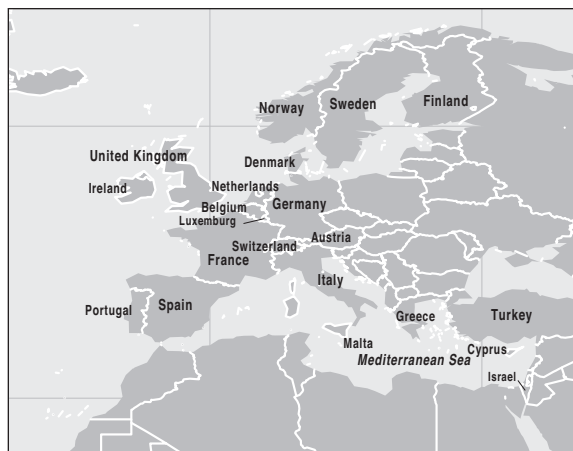 Norway
Sweden
Finland
United Kingdom
Denmark
Ireland
Netherlands
Belgium
Germany
Luxemburg
Austria
Switzerland
France
Italy
Portugal
Spain
Greece
Turkey
Malta
Cyprus
Mediterranean Sea
Israel